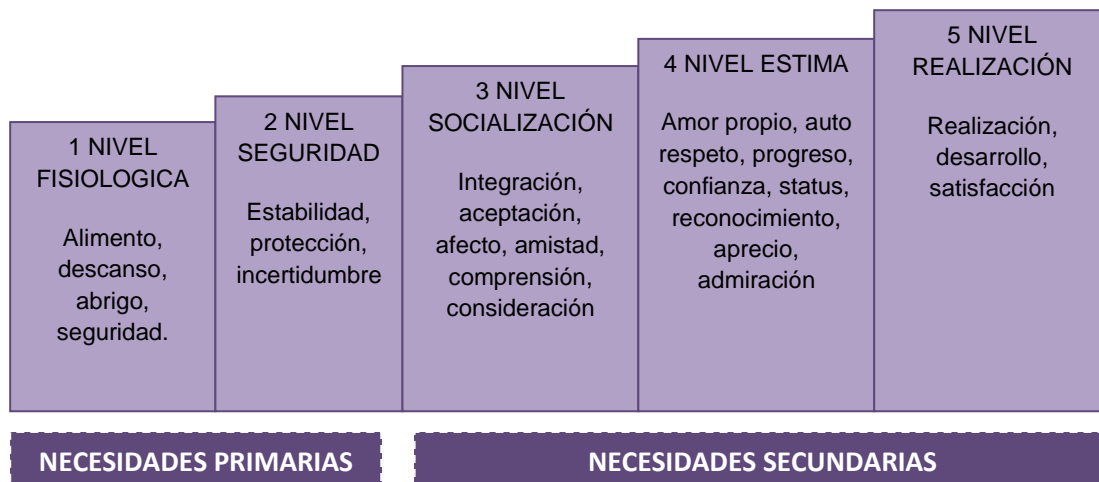 1 NIVEL
FISIOLOGICA
Alimento,
descanso,
abrigo,
seguridad.
2 NIVEL
SEGURIDAD
Estabilidad,
protección,
incertidumbre
3 NIVEL
SOCIALIZACIÓN
Integración,
aceptación,
afecto, amistad,
comprensión,
consideración
4 NIVEL ESTIMA
Amor propio, auto
respeto, progreso,
confianza, status,
reconocimiento,
aprecio,
admiración
5 NIVEL
REALIZACIÓN
Realización,
desarrollo,
satisfacción
NECESIDADES PRIMARIAS
NECESIDADES SECUNDARIAS